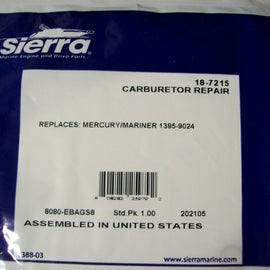 sierra
Marine Engine and Drive Parts
18-7215
CARBURETOR REPAIR
REPLACES: MERCURY/MARINER 1395-9024
8080-EBAGS8 Std.Pk. 1.00 202105
ASSEMBLED IN UNITED STATES
388-03
www.sierramarine.com